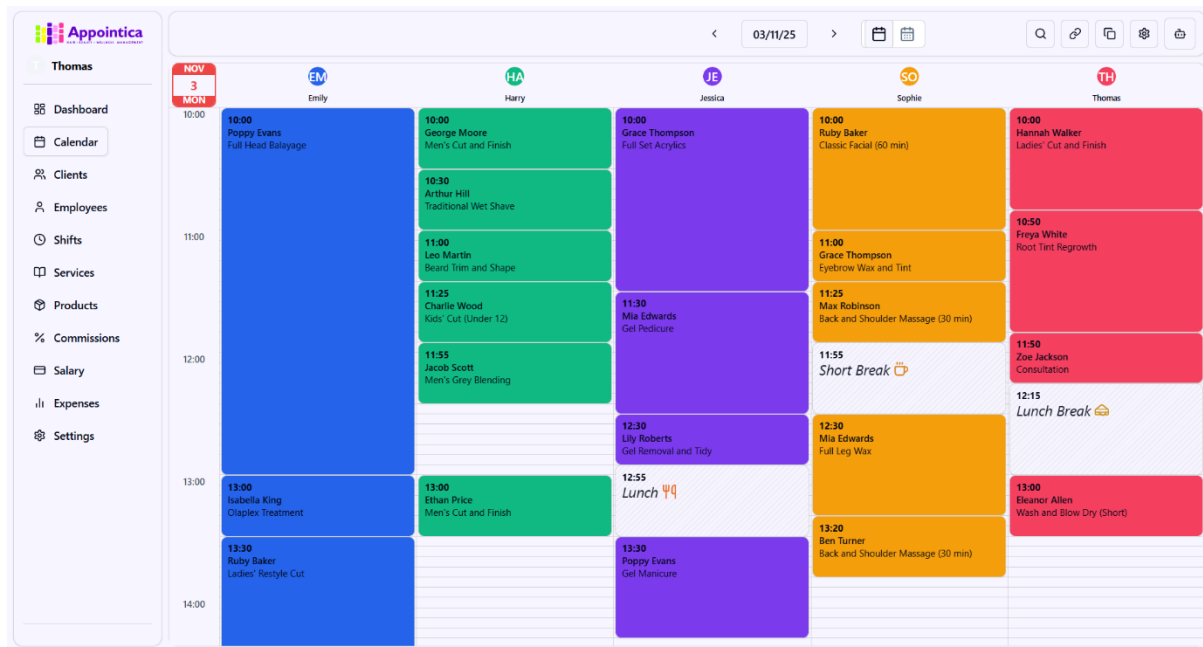 Appointica
Thomas
Dashboard
Calendar
Clients
Employees
Shifts
Services
Products
Commissions
Salary
Expenses
Settings
03/11/25
NOV
3
MON
EM
Emily
HA
Harry
JE
Jessica
SO
Sophie
TH
Thomas
10:00
11:00
12:00
13:00
14:00
10:00
Poppy Evans
Full Head Balayage
13:00
Isabella King
Olaplex Treatment
13:30
Ruby Baker
Ladies' Restyle Cut
10:00
George Moore
Men's Cut and Finish
10:30
Arthur Hill
Traditional Wet Shave
11:00
Leo Martin
Beard Trim and Shape
11:25
Charlie Wood
Kids' Cut (Under 12)
11:55
Jacob Scott
Men's Grey Blending
13:00
Ethan Price
Men's Cut and Finish
10:00
Grace Thompson
Full Set Acrylics
11:30
Mia Edwards
Gel Pedicure
12:30
Lily Roberts
Gel Removal and Tidy
12:55
Lunch
13:30
Poppy Evans
Gel Manicure
10:00
Ruby Baker
Classic Facial (60 min)
11:00
Grace Thompson
Eyebrow Wax and Tint
11:25
Max Robinson
Back and Shoulder Massage (30 min)
11:55
Short Break
12:30
Mia Edwards
Full Leg Wax
13:20
Ben Turner
Back and Shoulder Massage (30 min)
10:00
Hannah Walker
Ladies' Cut and Finish
10:50
Freya White
Root Tint Regrowth
11:50
Zoe Jackson
Consultation
12:15
Lunch Break
13:00
Eleanor Allen
Wash and Blow Dry (Short)